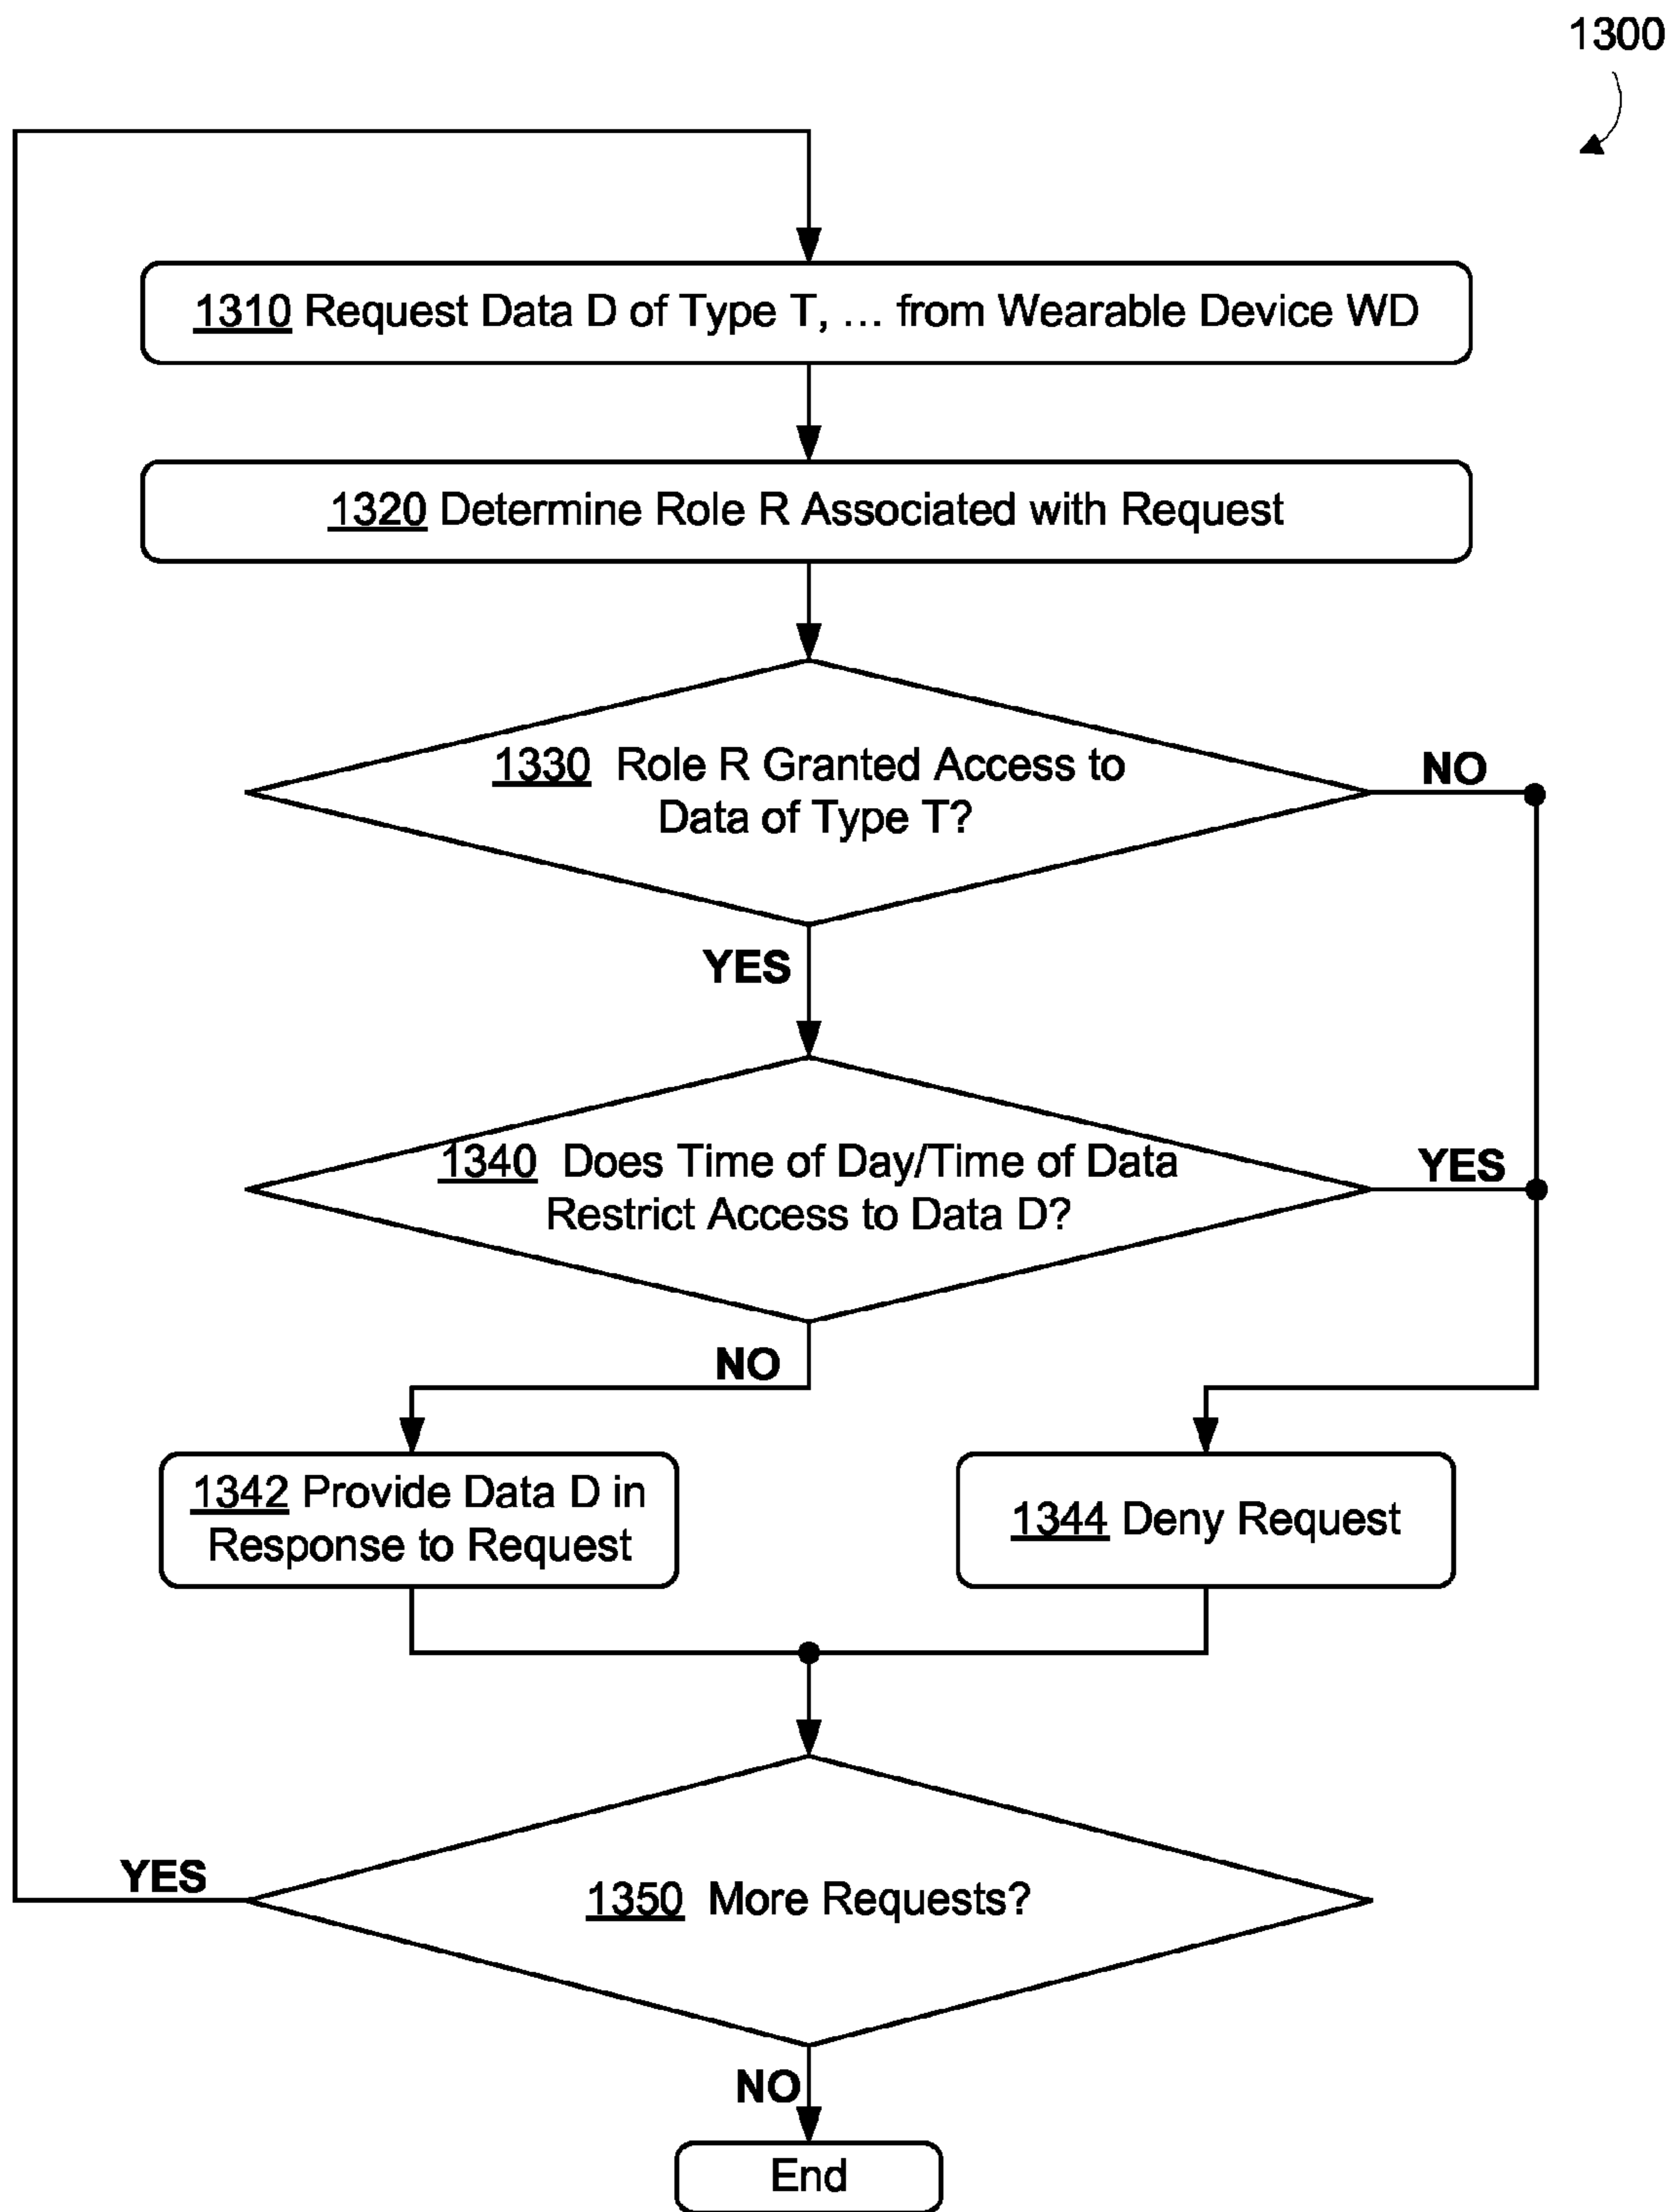 1300
1310 Request Data D of Type T, ... from Wearable Device WD
1320 Determine Role R Associated with Request
1330 Role R Granted Access to
Data of Type T?
NO
YES
1340 Does Time of Day/Time of Data
Restrict Access to Data D?
YES
NO
1342 Provide Data D in
Response to Request
1344 Deny Request
1350 More Requests?
YES
NO
End